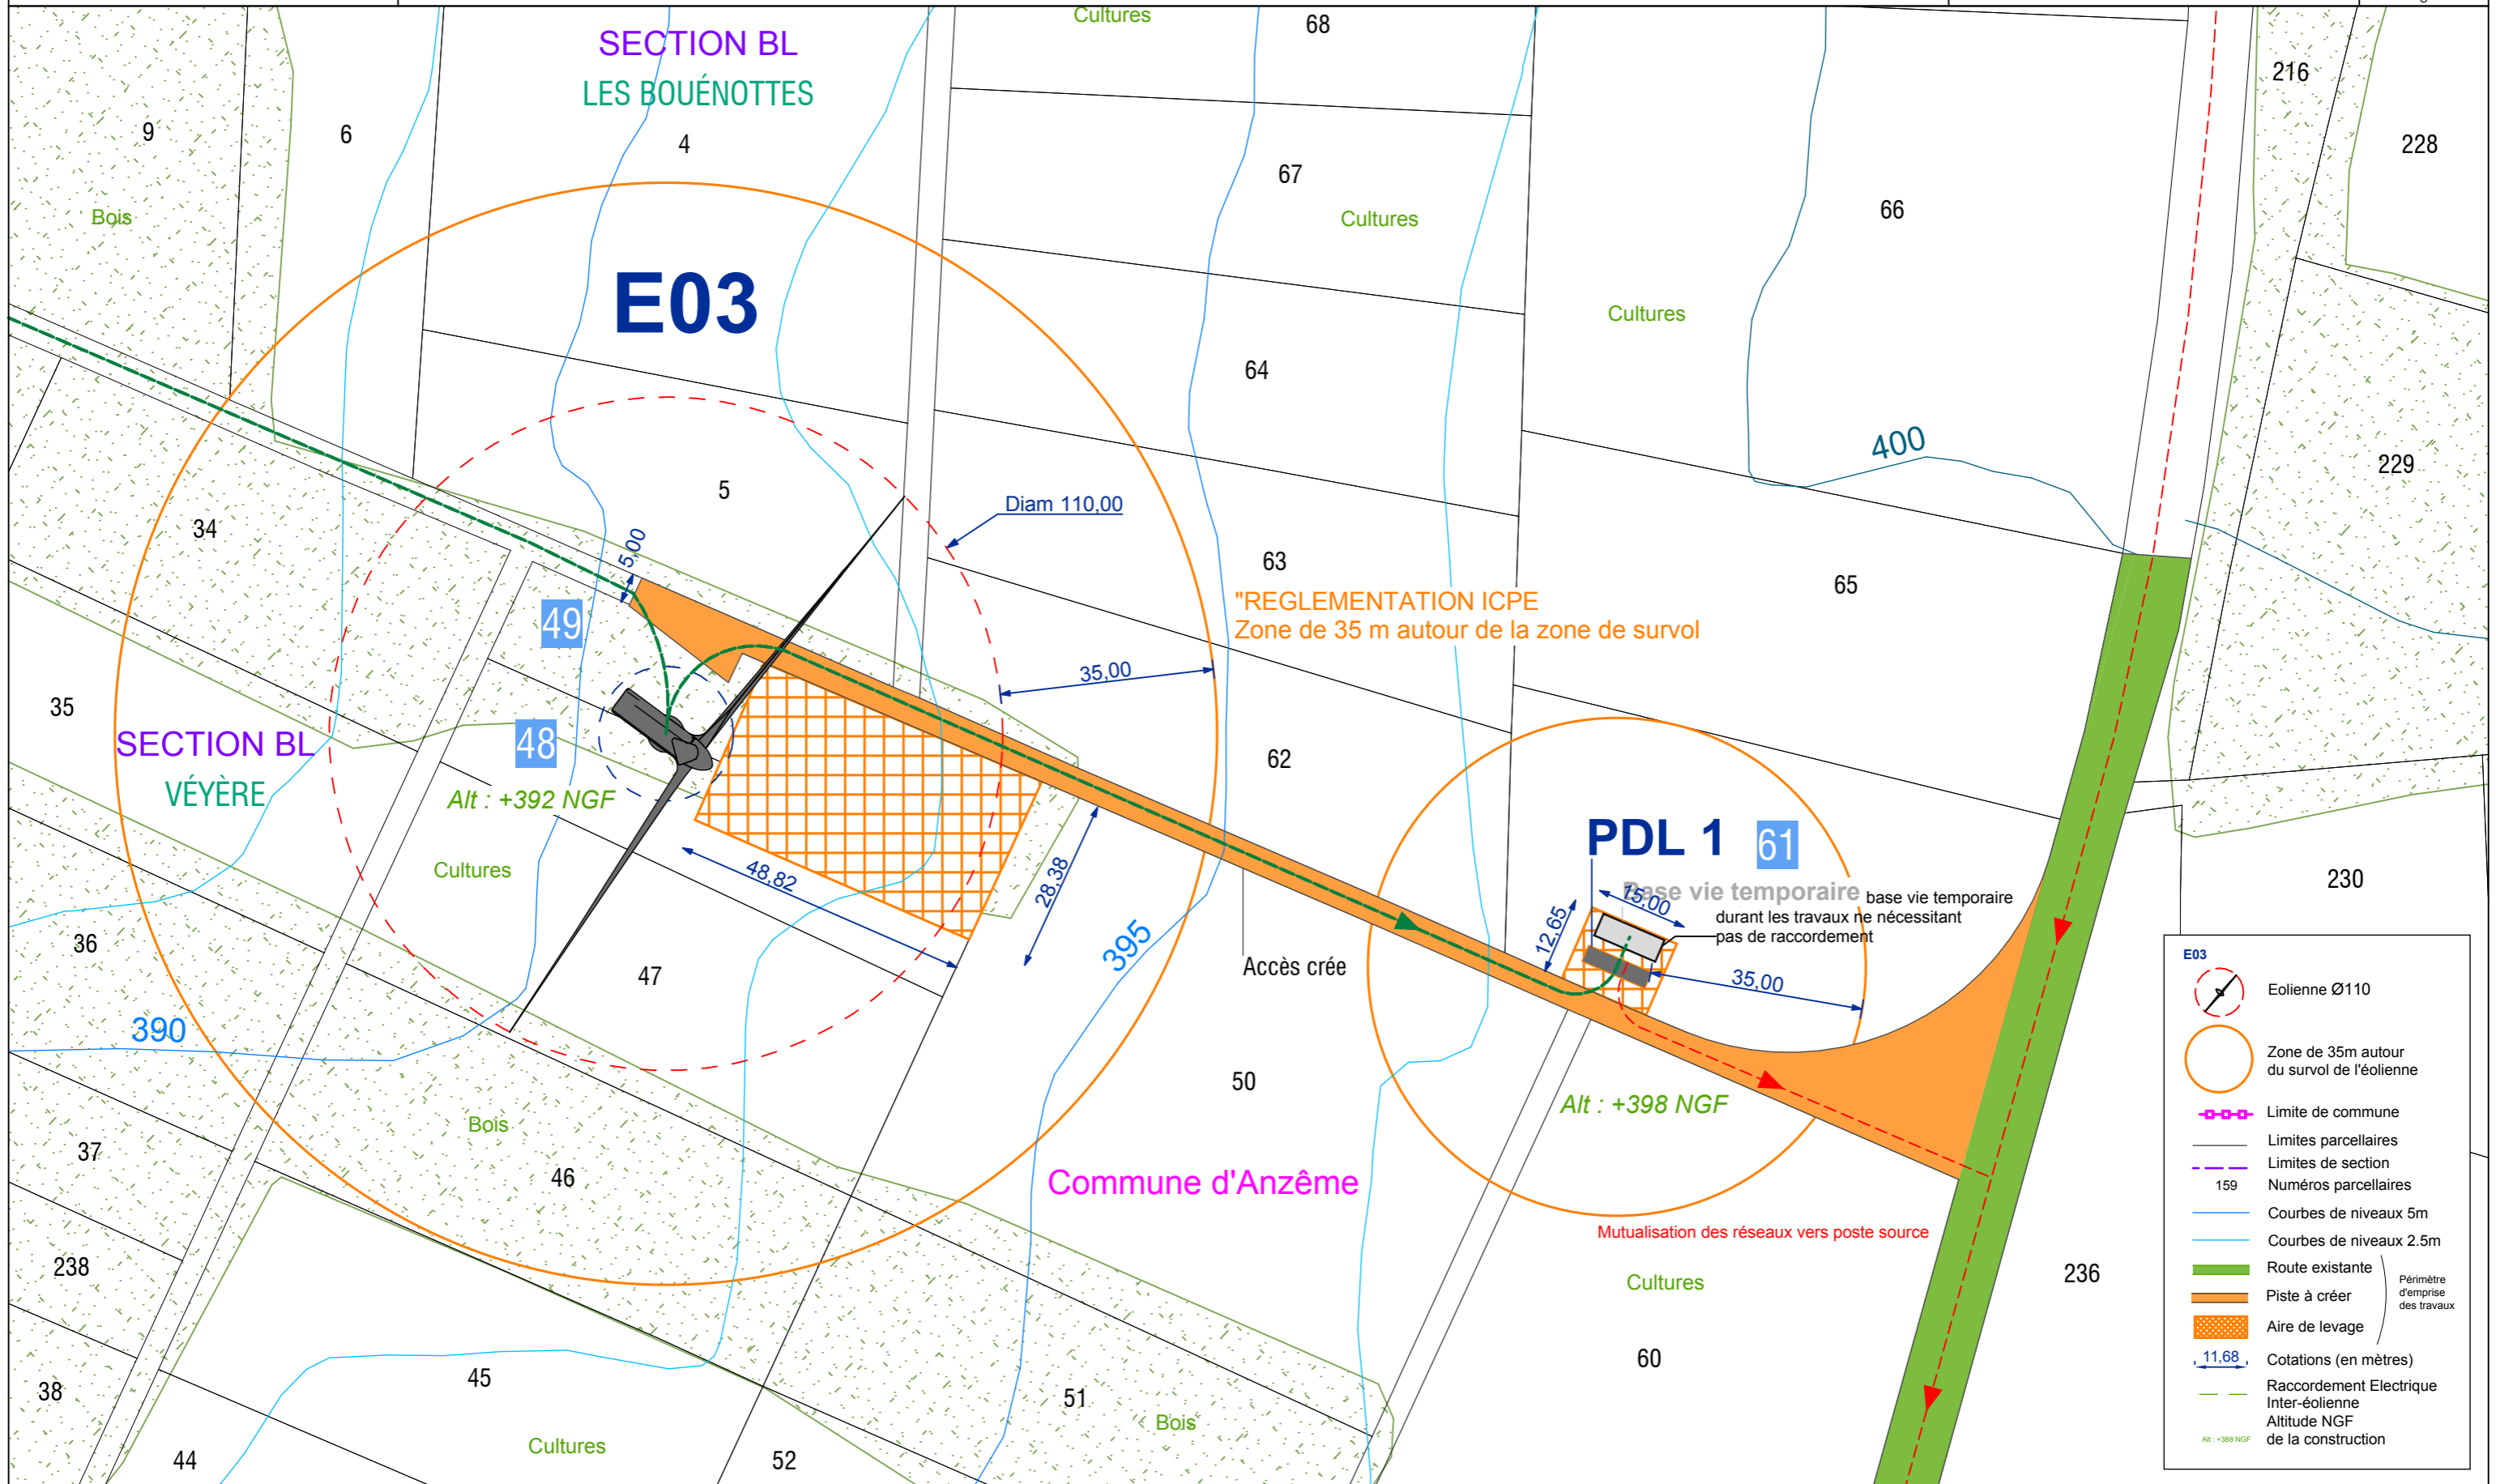 Cultures
68
SECTION BL
LES BOUÉNOTTES
216
9
6
4
228
67
Bois
Cultures
66
E03
Cultures
64
400
5
229
Diam 110,00
34
5,00
63
65
"REGLEMENTATION ICPE
Zone de 35 m autour de la zone de survol
49
35,00
35
48
SECTION BL
VÉYÈRE
62
Alt : +392 NGF
PDL 1
61
Cultures
48,82
28,38
Base vie temporaire
15,00
base vie temporaire
durant les travaux ne nécessitant
pas de raccordement
12,65
230
36
395
Accès crée
47
35,00
390
50
Alt : +398 NGF
Bois
37
46
Commune d'Anzême
Mutualisation des réseaux vers poste source
238
Cultures
236
60
45
38
51
Bois
Cultures
44
52
E03
Eolienne Ø110
Zone de 35m autour
du survol de l'éolienne
Limite de commune
Limites parcellaires
Limites de section
159
Numéros parcellaires
Courbes de niveaux 5m
Courbes de niveaux 2.5m
Route existante
Piste à créer
Périmètre
d'emprise
des travaux
Aire de levage
11,68
Cotations (en mètres)
Raccordement Electrique
Inter-éolienne
Altitude NGF
de la construction
Alt : +388 NGF